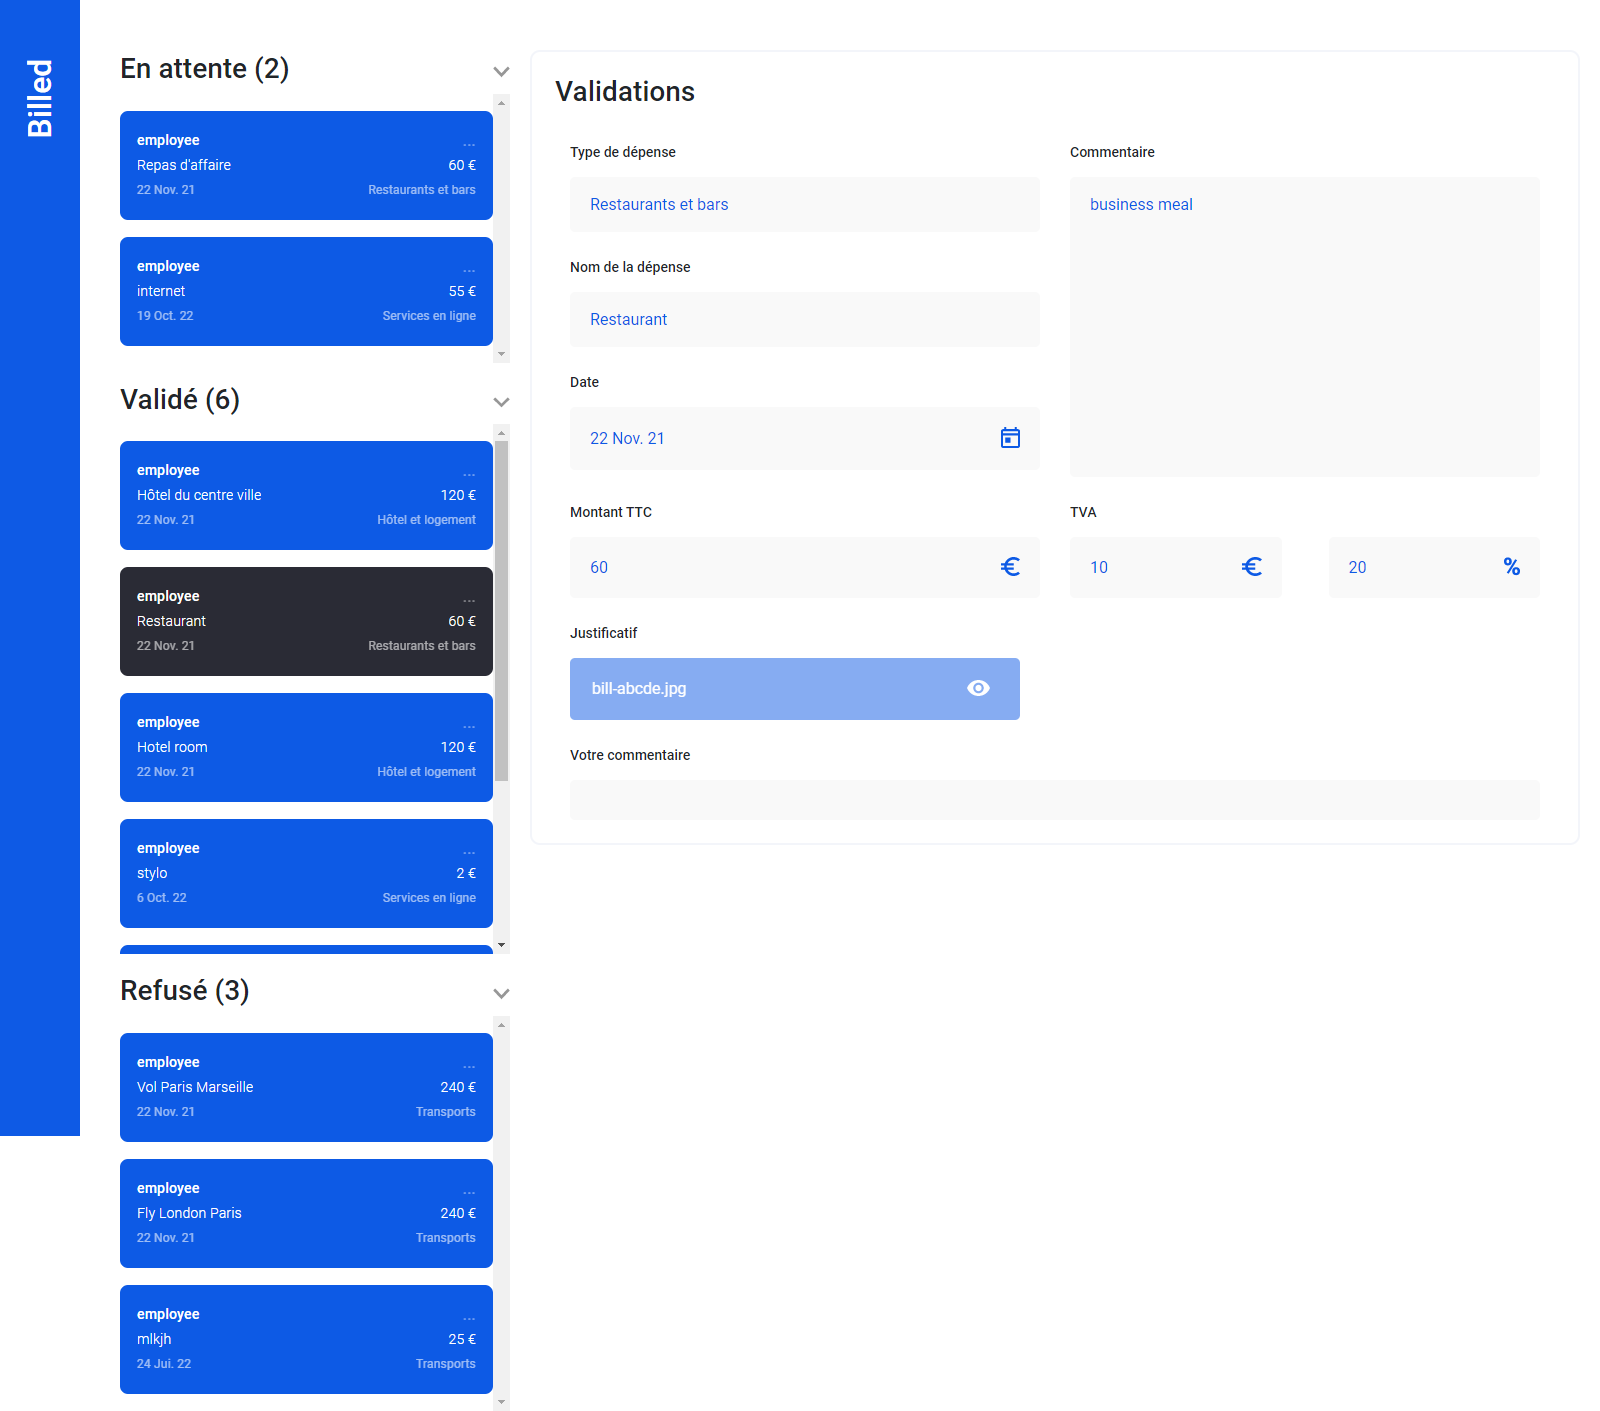 Billed
En attente (2)
employee ...
Repas d'affaire 60 €
22 Nov. 21 Restaurants et bars
employee ...
internet 55 €
19 Oct. 22 Services en ligne
Validé (6)
employee ...
Hôtel du centre ville 120 €
22 Nov. 21 Hôtel et logement
employee ...
Restaurant 60 €
22 Nov. 21 Restaurants et bars
employee ...
Hotel room 120 €
22 Nov. 21 Hôtel et logement
employee ...
stylo 2 €
6 Oct. 22 Services en ligne
Refusé (3)
employee ...
Vol Paris Marseille 240 €
22 Nov. 21 Transports
employee ...
Fly London Paris 240 €
22 Nov. 21 Transports
employee ...
mlkjh 25 €
24 Jui. 22 Transports
Validations
Type de dépense
Restaurants et bars
Nom de la dépense
Restaurant
Date
22 Nov. 21
Commentaire
business meal
Montant TTC
60 €
TVA
10 € 20 %
Justificatif
bill-abcde.jpg
Votre commentaire